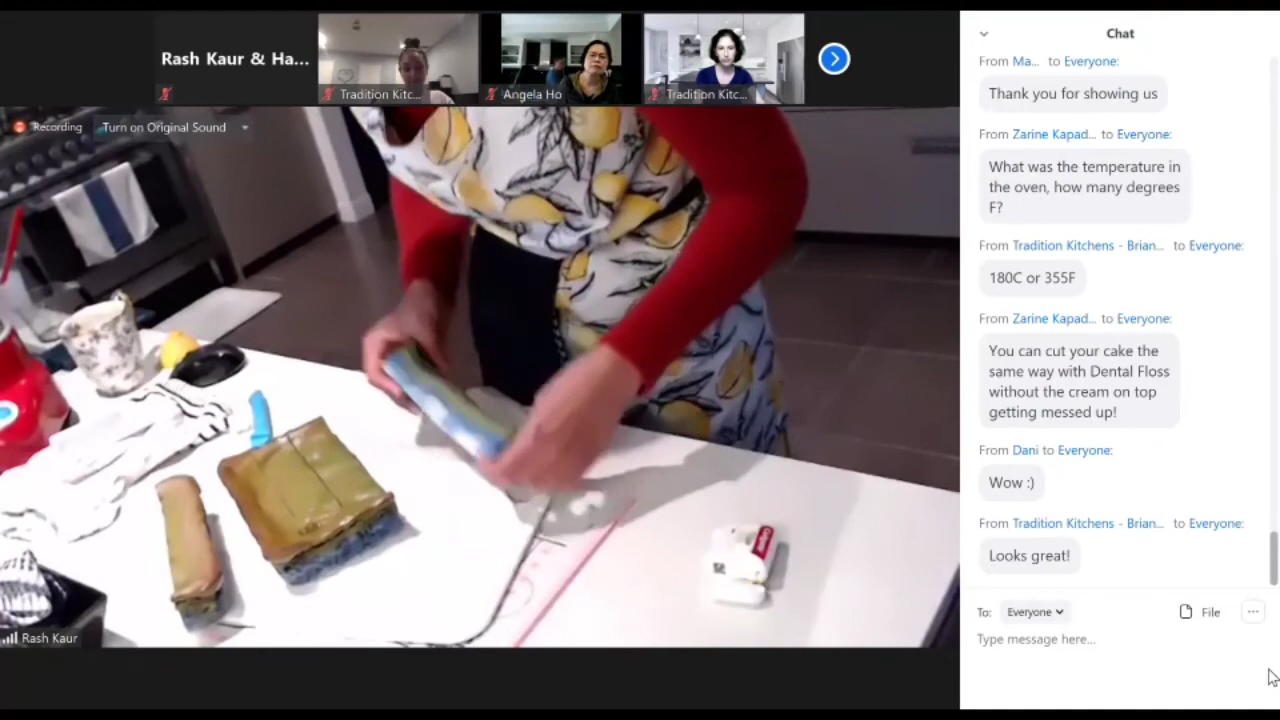 Rash Kaur & Ha...
Tradition Kitc...
Angela Ho
Tradition Kitc...
Recording
Turn on Original Sound
Rash Kaur
Chat
From Ma... to Everyone:
Thank you for showing us
From Zarine Kapad... to Everyone:
What was the temperature in
the oven, how many degrees
F?
From Tradition Kitchens - Brian... to Everyone:
180C or 355F
From Zarine Kapad... to Everyone:
You can cut your cake the
same way with Dental Floss
without the cream on top
getting messed up!
From Dani to Everyone:
Wow :)
From Tradition Kitchens - Brian... to Everyone:
Looks great!
To: Everyone
File
Type message here...